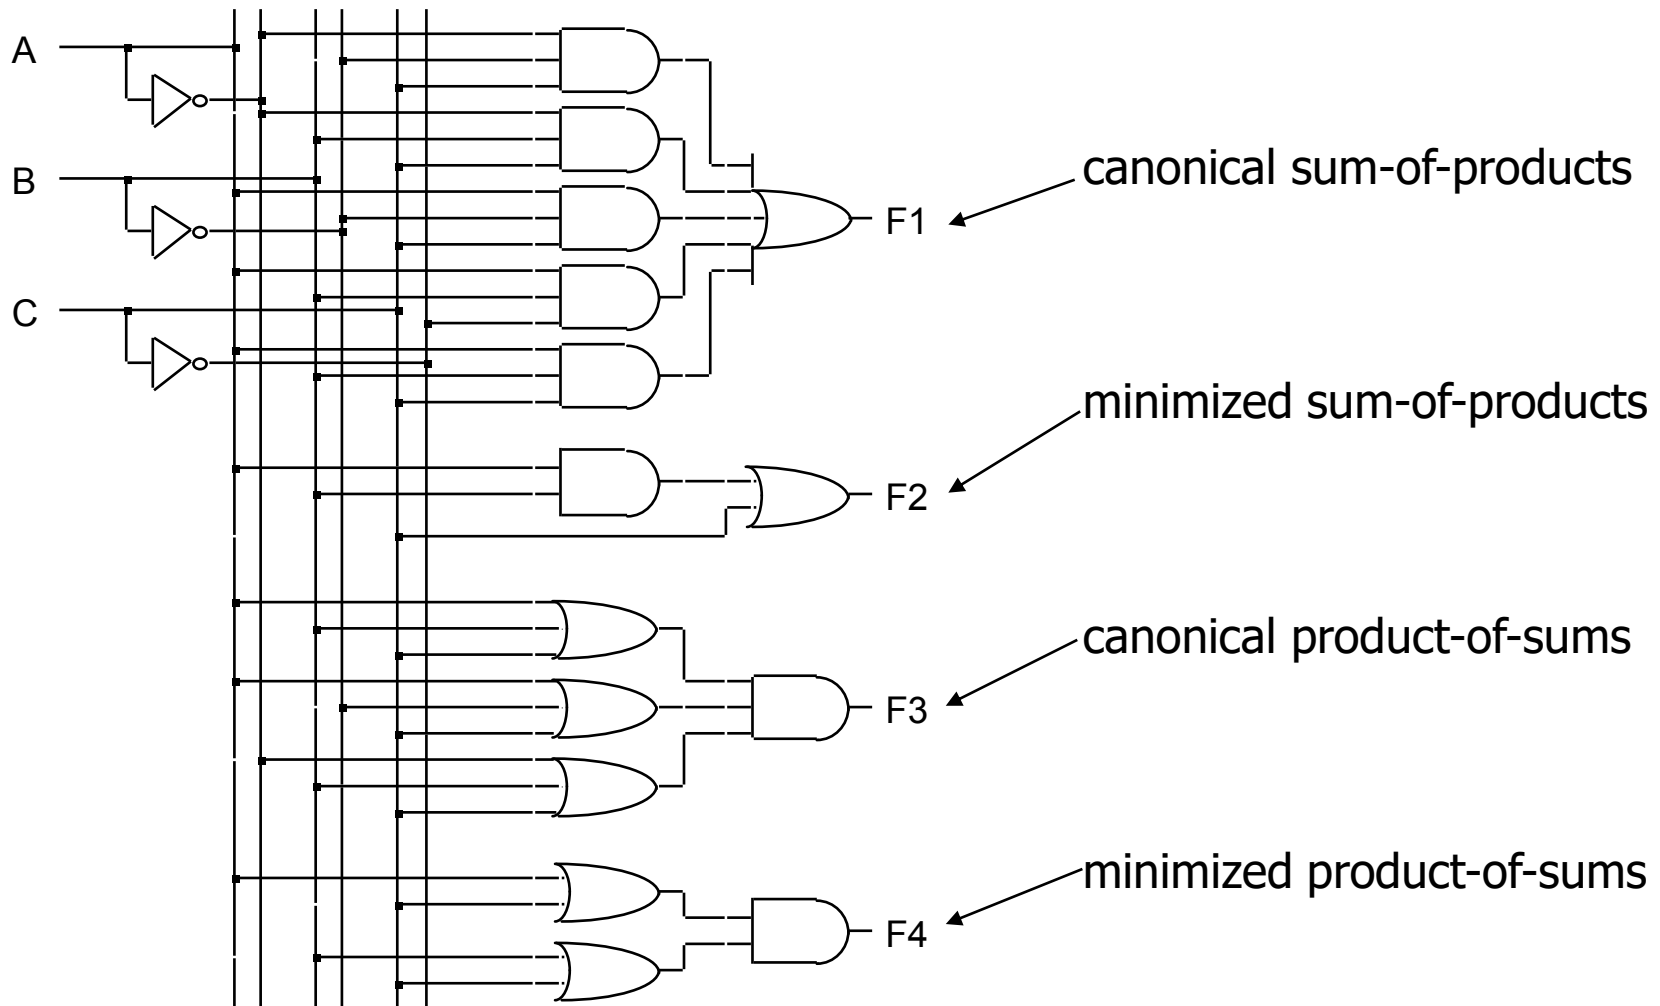 A
B
C
F1
canonical sum-of-products
F2
minimized sum-of-products
F3
canonical product-of-sums
F4
minimized product-of-sums